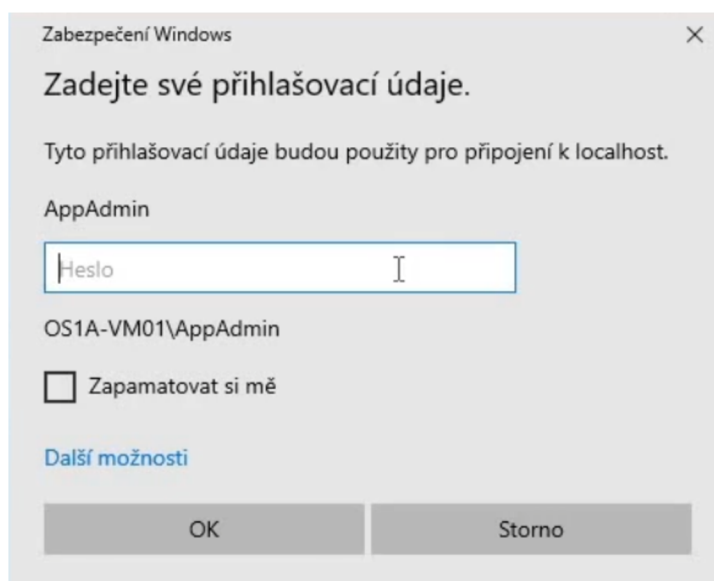 Zabezpečení Windows
Zadejte své přihlašovací údaje.
Tyto přihlašovací údaje budou použity pro připojení k localhost.
AppAdmin
Heslo
OS1A-VM01\AppAdmin
Zapamatovat si mě
Další možnosti
OK
Storno